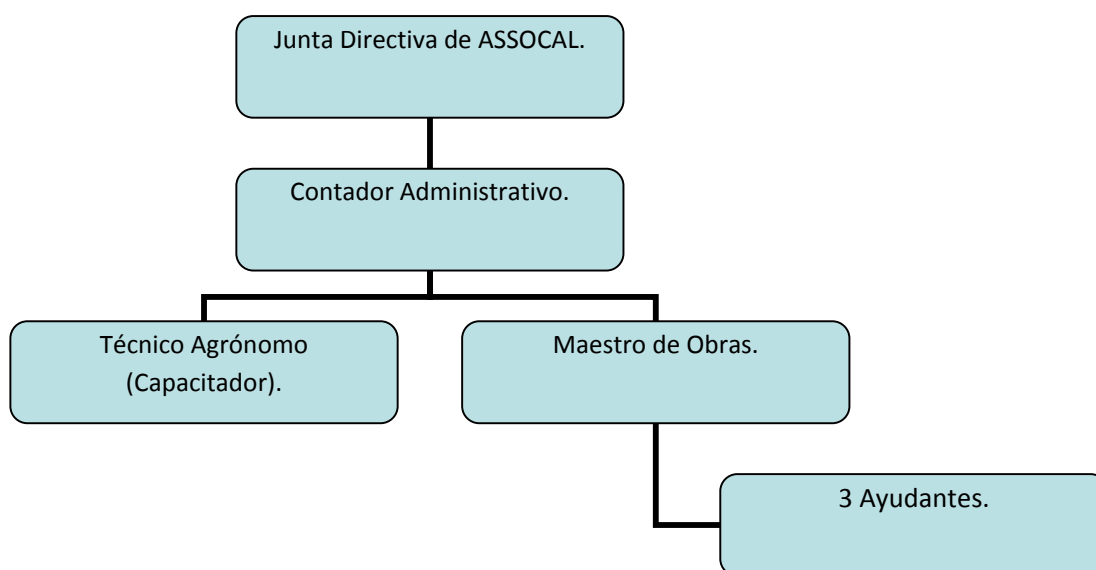 Junta Directiva de ASSOCAL.
Contador Administrativo.
Técnico Agrónomo
(Capacitador).
Maestro de Obras.
3 Ayudantes.